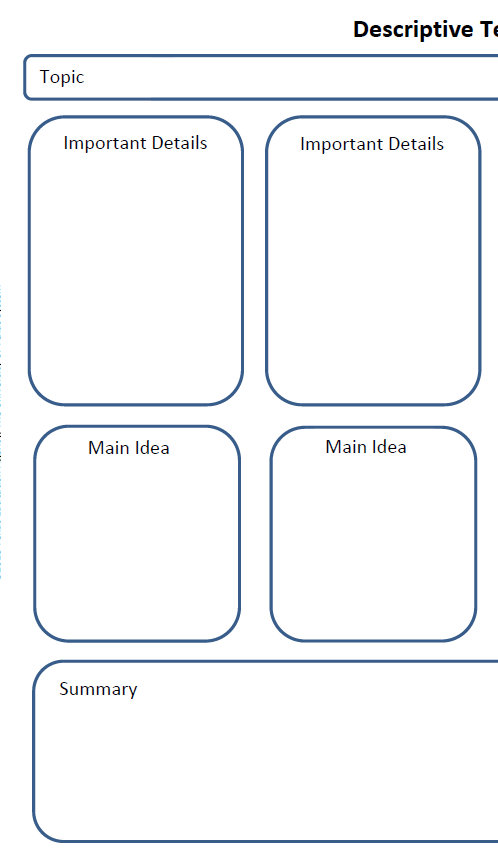 Descriptive Te
Topic
Important Details
Important Details
Main Idea
Main Idea
Summary